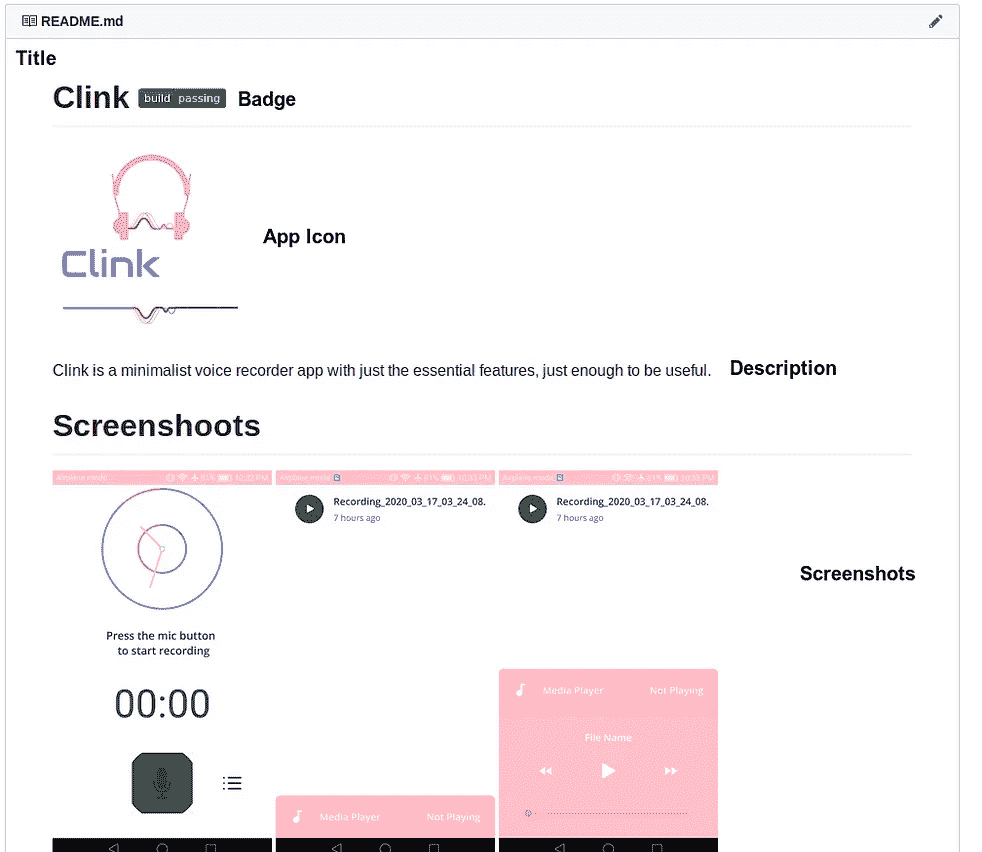 README.md
Title
Clink build passing Badge
App Icon
Clink
Clink is a minimalist voice recorder app with just the essential features, just enough to be useful. Description
Screenshoots
Airplane mode... 91% 10:32 PM
Airplane mode 91% 10:33 PM
Airplane mode 91% 10:33 PM
Recording_2020_03_17_03_24_08.
7 hours ago
Recording_2020_03_17_03_24_08.
7 hours ago
Screenshots
Press the mic button
to start recording
00:00
Media Player Not Playing
File Name
Media Player Not Playing